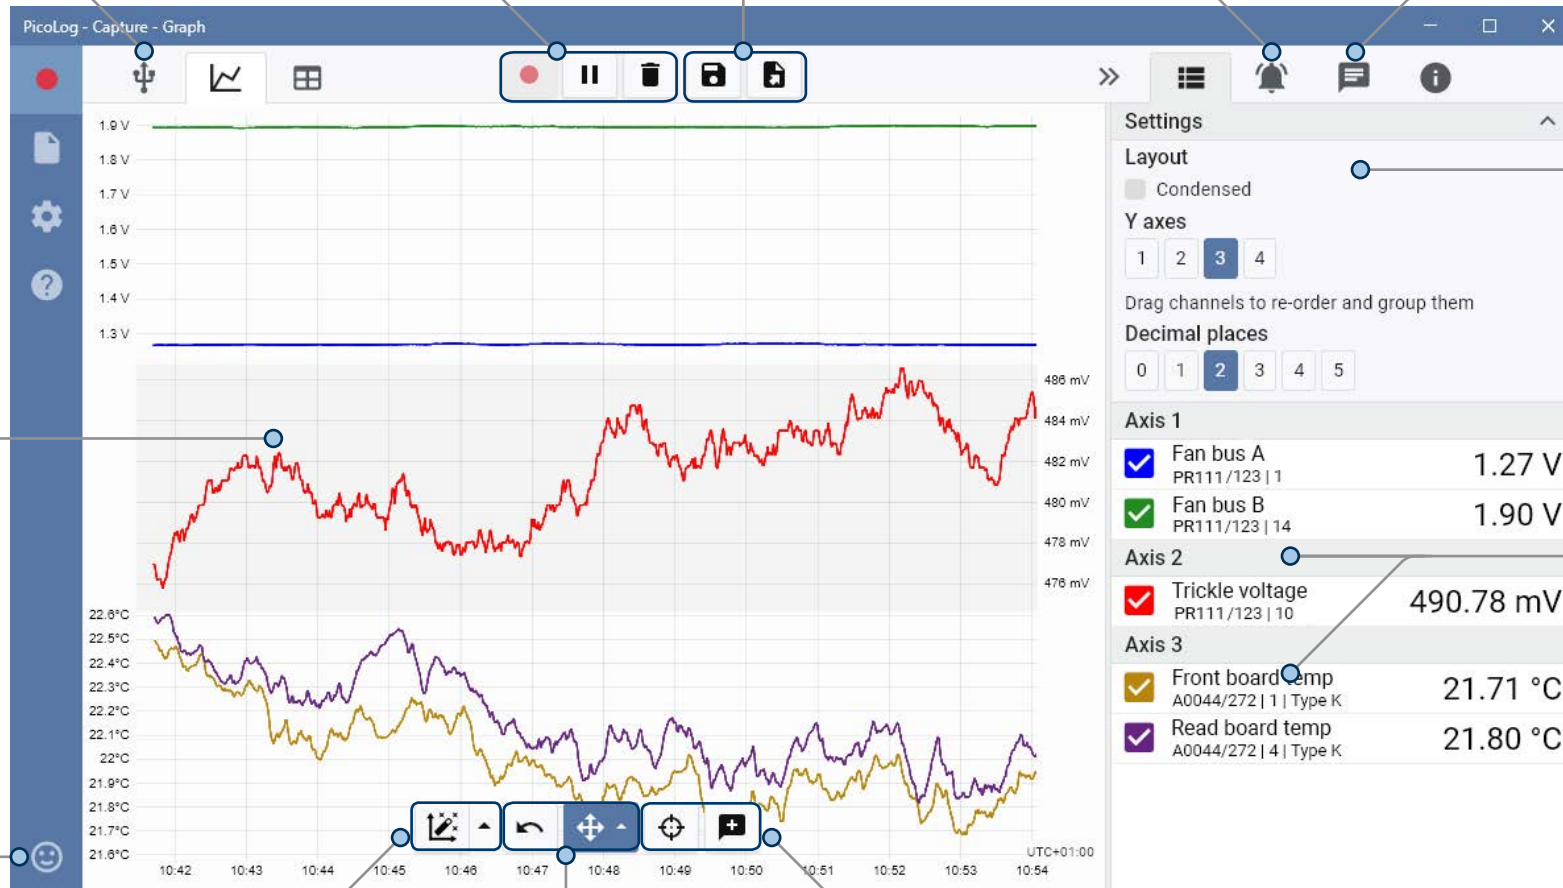 PicoLog - Capture - Graph
1.9 V
1.8 V
1.7 V
1.6 V
1.5 V
1.4 V
1.3 V
486 mV
484 mV
482 mV
480 mV
478 mV
476 mV
22.6°C
22.5°C
22.4°C
22.3°C
22.2°C
22.1°C
22°C
21.9°C
21.8°C
21.7°C
21.6°C
UTC+01:00
10:42 10:43 10:44 10:45 10:46 10:47 10:48 10:49 10:50 10:51 10:52 10:53 10:54
Settings
Layout
Condensed
Y axes
1 2 3 4
Drag channels to re-order and group them
Decimal places
0 1 2 3 4 5
Axis 1
Fan bus A
PR111/123 | 1
1.27 V
Fan bus B
PR111/123 | 14
1.90 V
Axis 2
Trickle voltage
PR111/123 | 10
490.78 mV
Axis 3
Front board temp
A0044/272 | 1 | Type K
21.71 °C
Read board temp
A0044/272 | 4 | Type K
21.80 °C